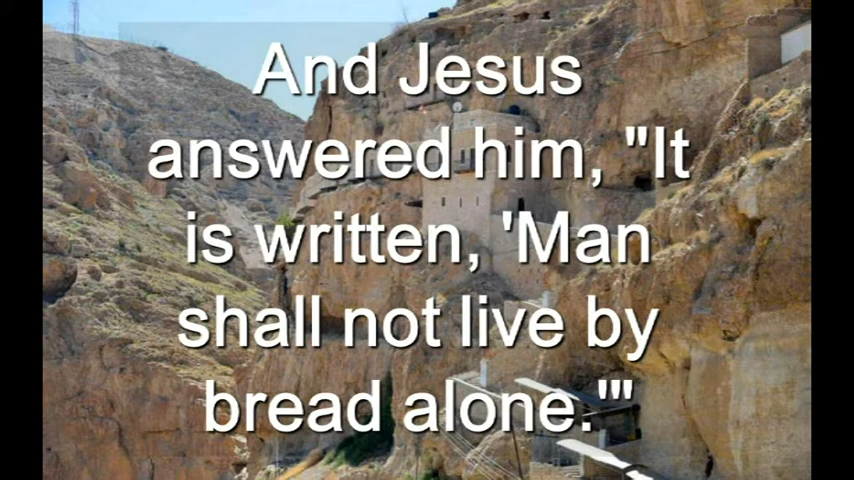 And Jesus
answered him, "It
is written, 'Man
shall not live by
bread alone.'"